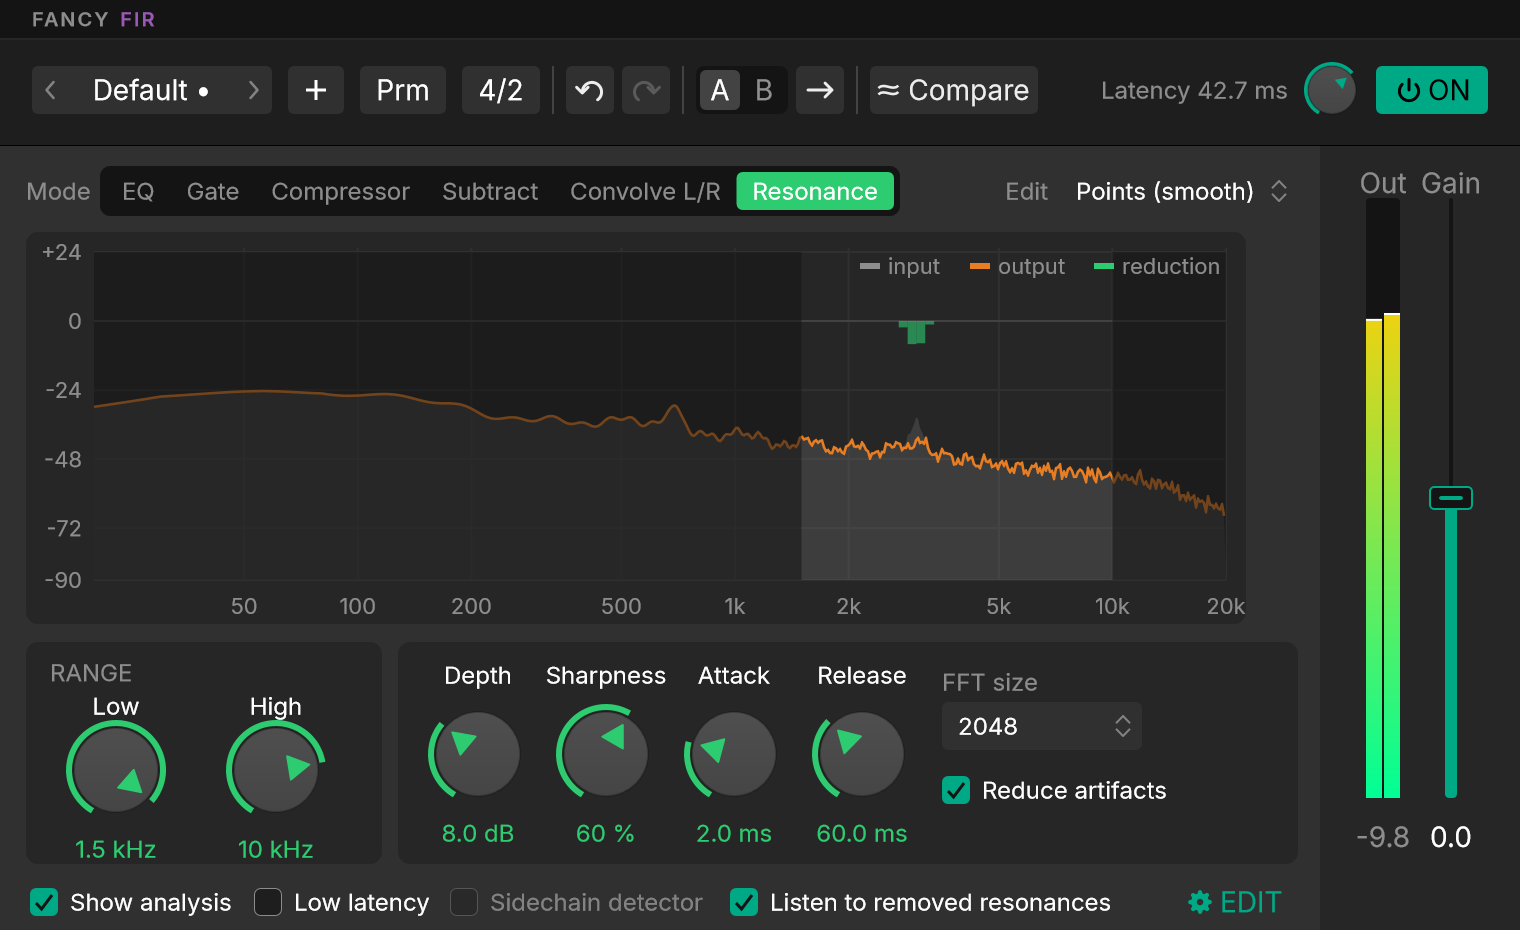 FANCY FIR
Default •
+
Prm
4/2
A B
≈ Compare
Latency 42.7 ms
ON
Mode EQ Gate Compressor Subtract Convolve L/R Resonance
Edit Points (smooth)
Out Gain
input output reduction
+24
0
-24
-48
-72
-90
50 100 200 500 1k 2k 5k 10k 20k
RANGE
Low High
1.5 kHz 10 kHz
Depth Sharpness Attack Release
8.0 dB 60 % 2.0 ms 60.0 ms
FFT size
2048
Reduce artifacts
-9.8 0.0
Show analysis Low latency Sidechain detector Listen to removed resonances
EDIT